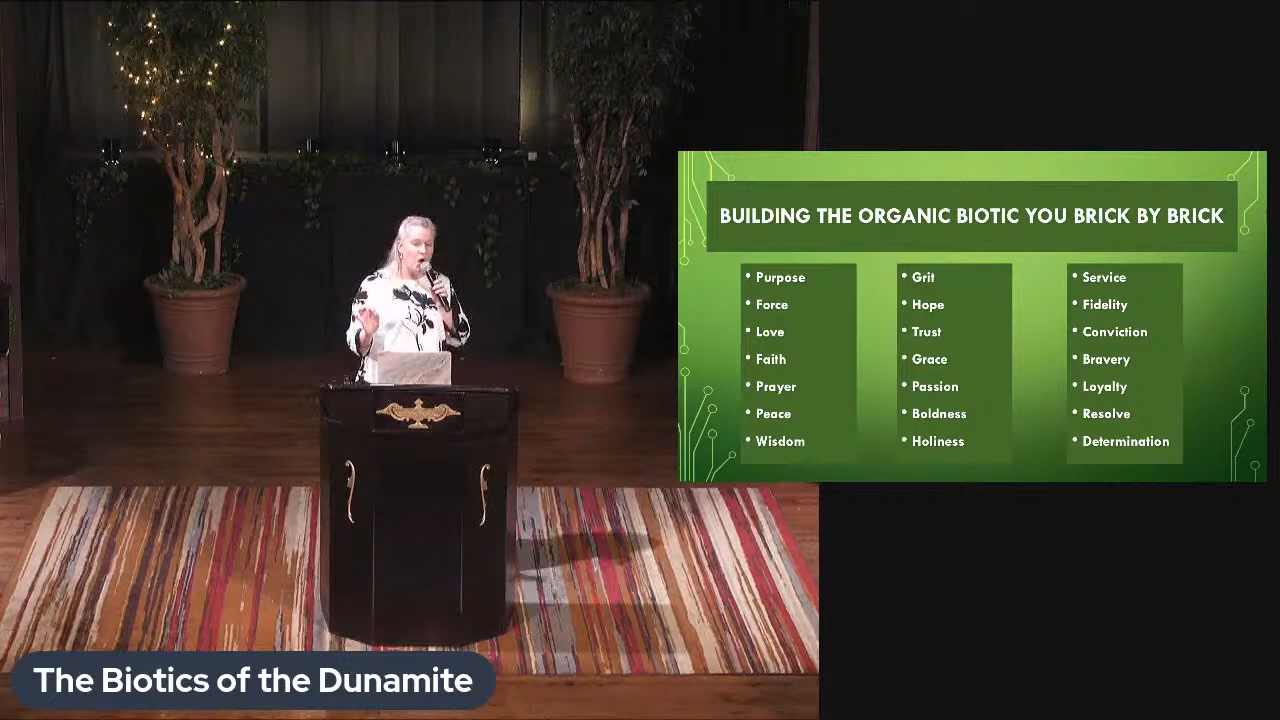 BUILDING THE ORGANIC BIOTIC YOU BRICK BY BRICK
• Purpose
• Force
• Love
• Faith
• Prayer
• Peace
• Wisdom
• Grit
• Hope
• Trust
• Grace
• Passion
• Boldness
• Holiness
• Service
• Fidelity
• Conviction
• Bravery
• Loyalty
• Resolve
• Determination
The Biotics of the Dunamite